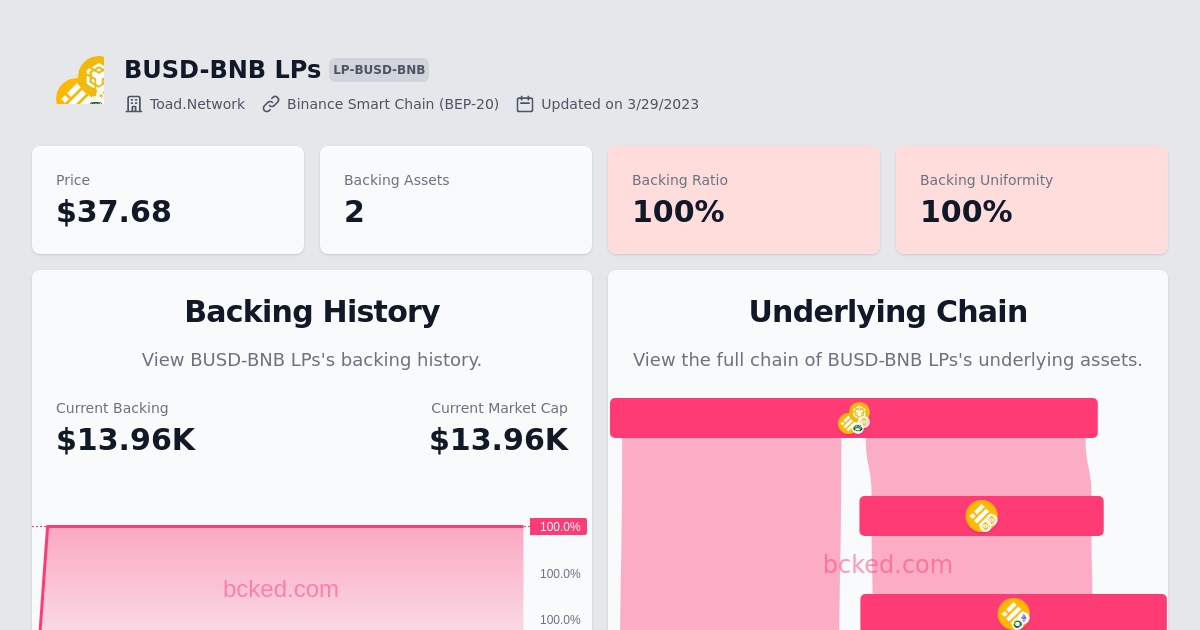 BUSD-BNB LPs LP-BUSD-BNB
Toad.Network Binance Smart Chain (BEP-20) Updated on 3/29/2023
Price
$37.68
Backing Assets
2
Backing Ratio
100%
Backing Uniformity
100%
Backing History
View BUSD-BNB LPs's backing history.
Current Backing
$13.96K
Current Market Cap
$13.96K
100.0%
100.0%
100.0%
bcked.com
Underlying Chain
View the full chain of BUSD-BNB LPs's underlying assets.
bcked.com